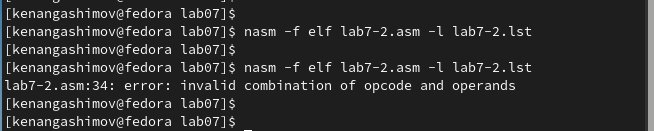 [kenangashimov@fedora lab07]$
[kenangashimov@fedora lab07]$ nasm -f elf lab7-2.asm -l lab7-2.lst
[kenangashimov@fedora lab07]$
[kenangashimov@fedora lab07]$ nasm -f elf lab7-2.asm -l lab7-2.lst
lab7-2.asm:34: error: invalid combination of opcode and operands
[kenangashimov@fedora lab07]$
[kenangashimov@fedora lab07]$